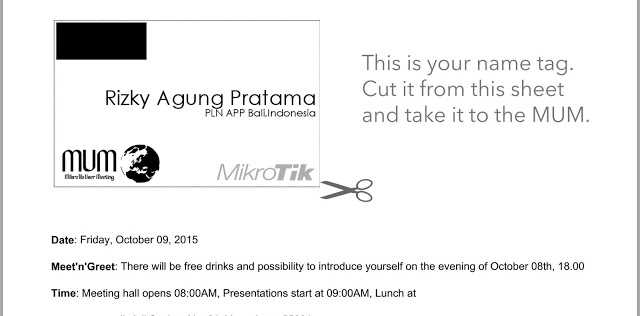 This is your name tag.
Cut it from this sheet
and take it to the MUM.
Rizky Agung Pratama
PLN APP Bali,Indonesia
MUM
MikroTik User Meeting
MikroTik
Date: Friday, October 09, 2015
Meet'n'Greet: There will be free drinks and possibility to introduce yourself on the evening of October 08th, 18.00
Time: Meeting hall opens 08:00AM, Presentations start at 09:00AM, Lunch at